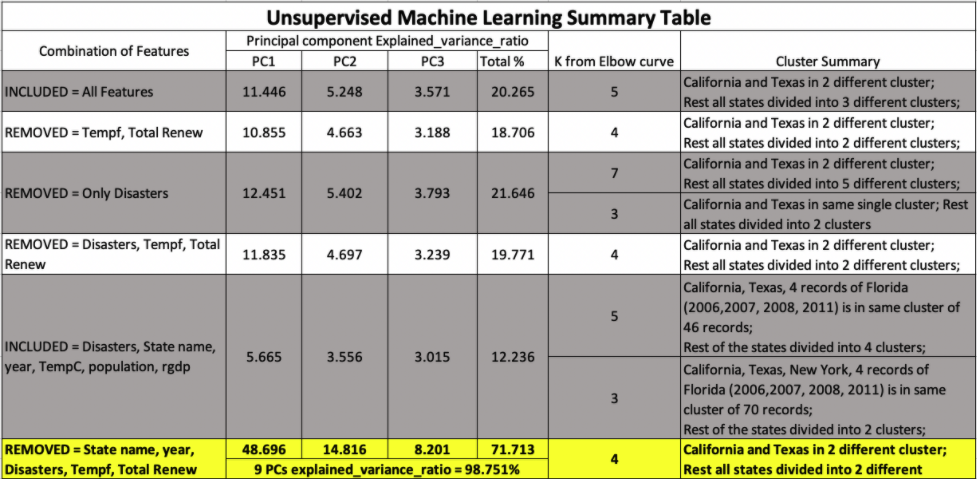 Unsupervised Machine Learning Summary Table
Combination of Features
Principal component Explained_variance_ratio
K from Elbow curve
Cluster Summary
PC1 PC2 PC3 Total %
INCLUDED = All Features
11.446 5.248 3.571 20.265
5
California and Texas in 2 different cluster;
Rest all states divided into 3 different clusters;
REMOVED = Tempf, Total Renew
10.855 4.663 3.188 18.706
4
California and Texas in 2 different cluster;
Rest all states divided into 2 different clusters;
REMOVED = Only Disasters
12.451 5.402 3.793 21.646
7
California and Texas in 2 different cluster;
Rest all states divided into 5 different clusters;
3
California and Texas in same single cluster; Rest
all states divided into 2 clusters
REMOVED = Disasters, Tempf, Total
Renew
11.835 4.697 3.239 19.771
4
California and Texas in 2 different cluster;
Rest all states divided into 2 different clusters;
INCLUDED = Disasters, State name,
year, TempC, population, rgdp
5.665 3.556 3.015 12.236
5
California, Texas, 4 records of Florida
(2006,2007, 2008, 2011) is in same cluster of
46 records;
Rest of the states divided into 4 clusters;
3
California, Texas, New York, 4 records of
Florida (2006,2007, 2008, 2011) is in same
cluster of 70 records;
Rest of the states divided into 2 clusters;
REMOVED = State name, year,
Disasters, Tempf, Total Renew
48.696 14.816 8.201 71.713
9 PCs explained_variance_ratio = 98.751%
4
California and Texas in 2 different cluster;
Rest all states divided into 2 different